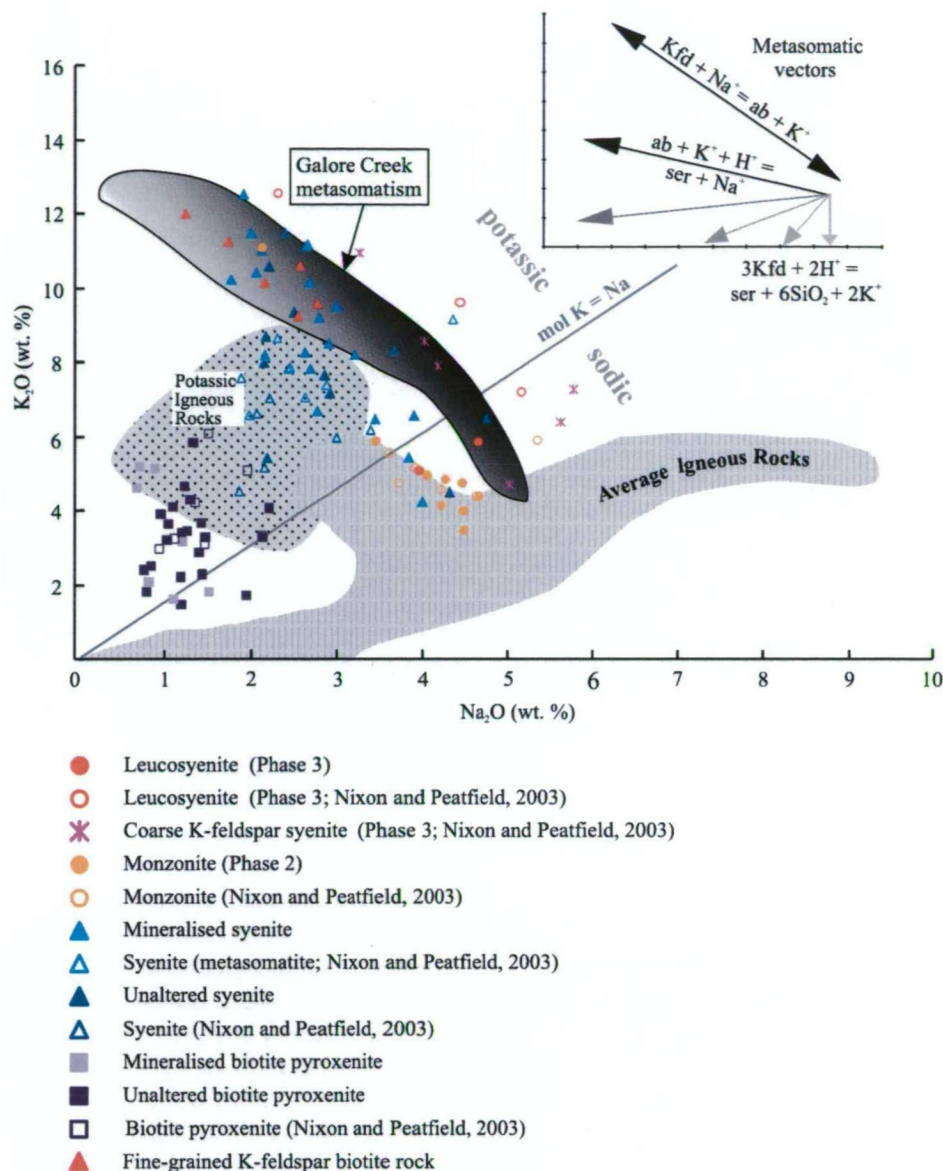 16
14
12
10
8
6
4
2
0
K₂O (wt. %)
0 1 2 3 4 5 6 7 8 9 10
Na₂O (wt. %)
Galore Creek
metasomatism
Potassic
Igneous
Rocks
potassic
mol K = Na
sodic
Average Igneous Rocks
Metasomatic
vectors
Kfd + Na⁺ = ab + K⁺
ab + K⁺ + H⁺ =
ser + Na⁺
3Kfd + 2H⁺ =
ser + 6SiO₂ + 2K⁺
Leucosyenite (Phase 3)
Leucosyenite (Phase 3; Nixon and Peatfield, 2003)
Coarse K-feldspar syenite (Phase 3; Nixon and Peatfield, 2003)
Monzonite (Phase 2)
Monzonite (Nixon and Peatfield, 2003)
Mineralised syenite
Syenite (metasomatite; Nixon and Peatfield, 2003)
Unaltered syenite
Syenite (Nixon and Peatfield, 2003)
Mineralised biotite pyroxenite
Unaltered biotite pyroxenite
Biotite pyroxenite (Nixon and Peatfield, 2003)
Fine-grained K-feldspar biotite rock